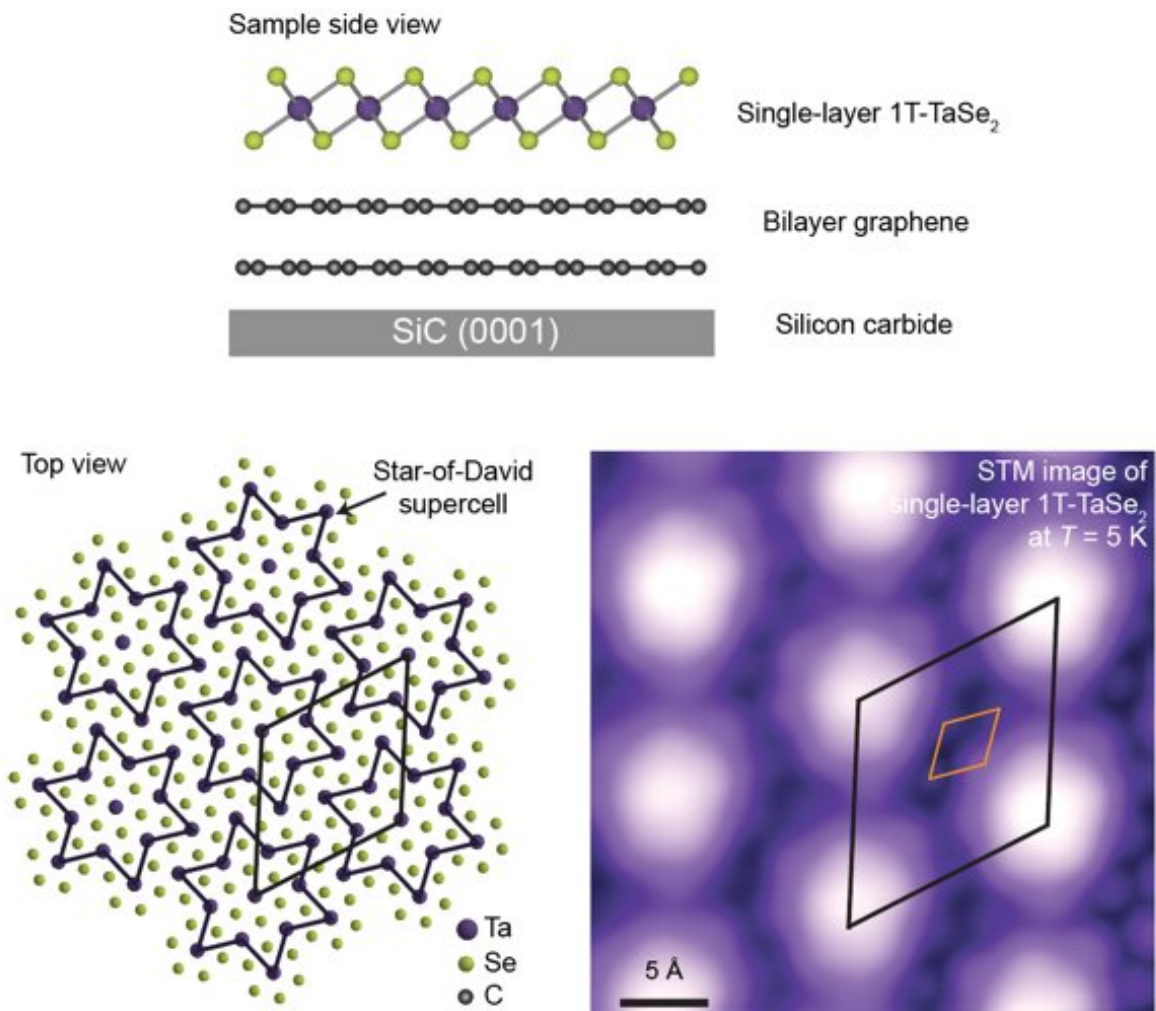 Sample side view
Single-layer 1T-TaSe₂
Bilayer graphene
SiC (0001)
Silicon carbide
Top view
Star-of-David
supercell
STM image of
single-layer 1T-TaSe₂
at T = 5 K
Ta
Se
C
5 Å